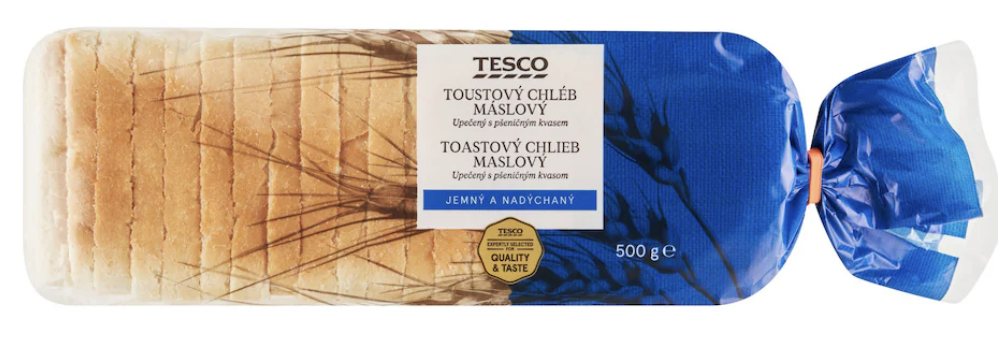 TESCO
TOUSTOVÝ CHLÉB
MÁSLOVÝ
Upečený s pšeničným kvasem
TOASTOVÝ CHLIEB
MASLOVÝ
Upečený s pšeničným kvasom
JEMNÝ A NADÝCHANÝ
TESCO
EXPERTLY SELECTED
FOR
QUALITY
& TASTE
500 g ℮